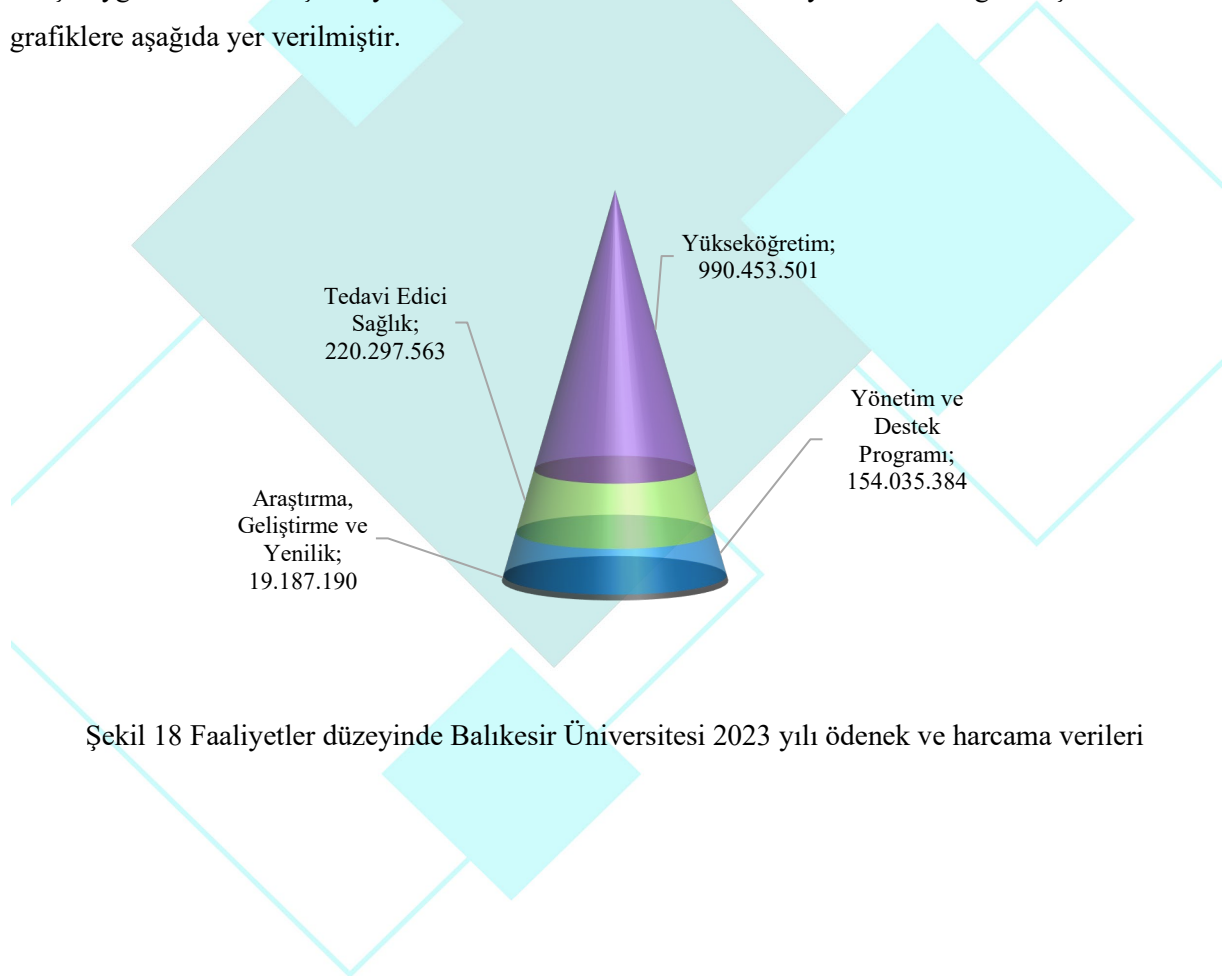 grafiklere aşağıda yer verilmiştir.
Yükseköğretim;
990.453.501
Tedavi Edici
Sağlık;
220.297.563
Yönetim ve
Destek
Programı;
154.035.384
Araştırma,
Geliştirme ve
Yenilik;
19.187.190
Şekil 18 Faaliyetler düzeyinde Balıkesir Üniversitesi 2023 yılı ödenek ve harcama verileri